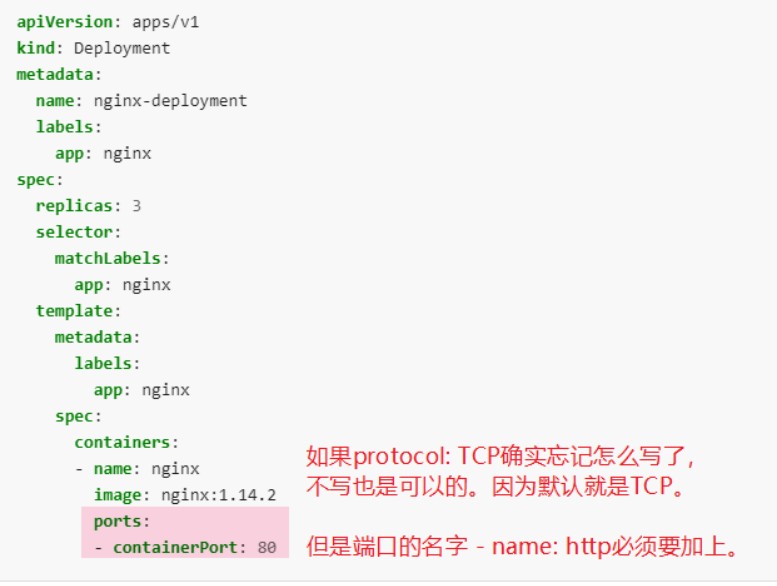 apiVersion: apps/v1
kind: Deployment
metadata:
  name: nginx-deployment
  labels:
    app: nginx
spec:
  replicas: 3
  selector:
    matchLabels:
      app: nginx
  template:
    metadata:
      labels:
        app: nginx
    spec:
      containers:
      - name: nginx
        image: nginx:1.14.2
        ports:
        - containerPort: 80
如果protocol: TCP确实忘记怎么写了，
不写也是可以的。因为默认就是TCP。
但是端口的名字 - name: http必须要加上。